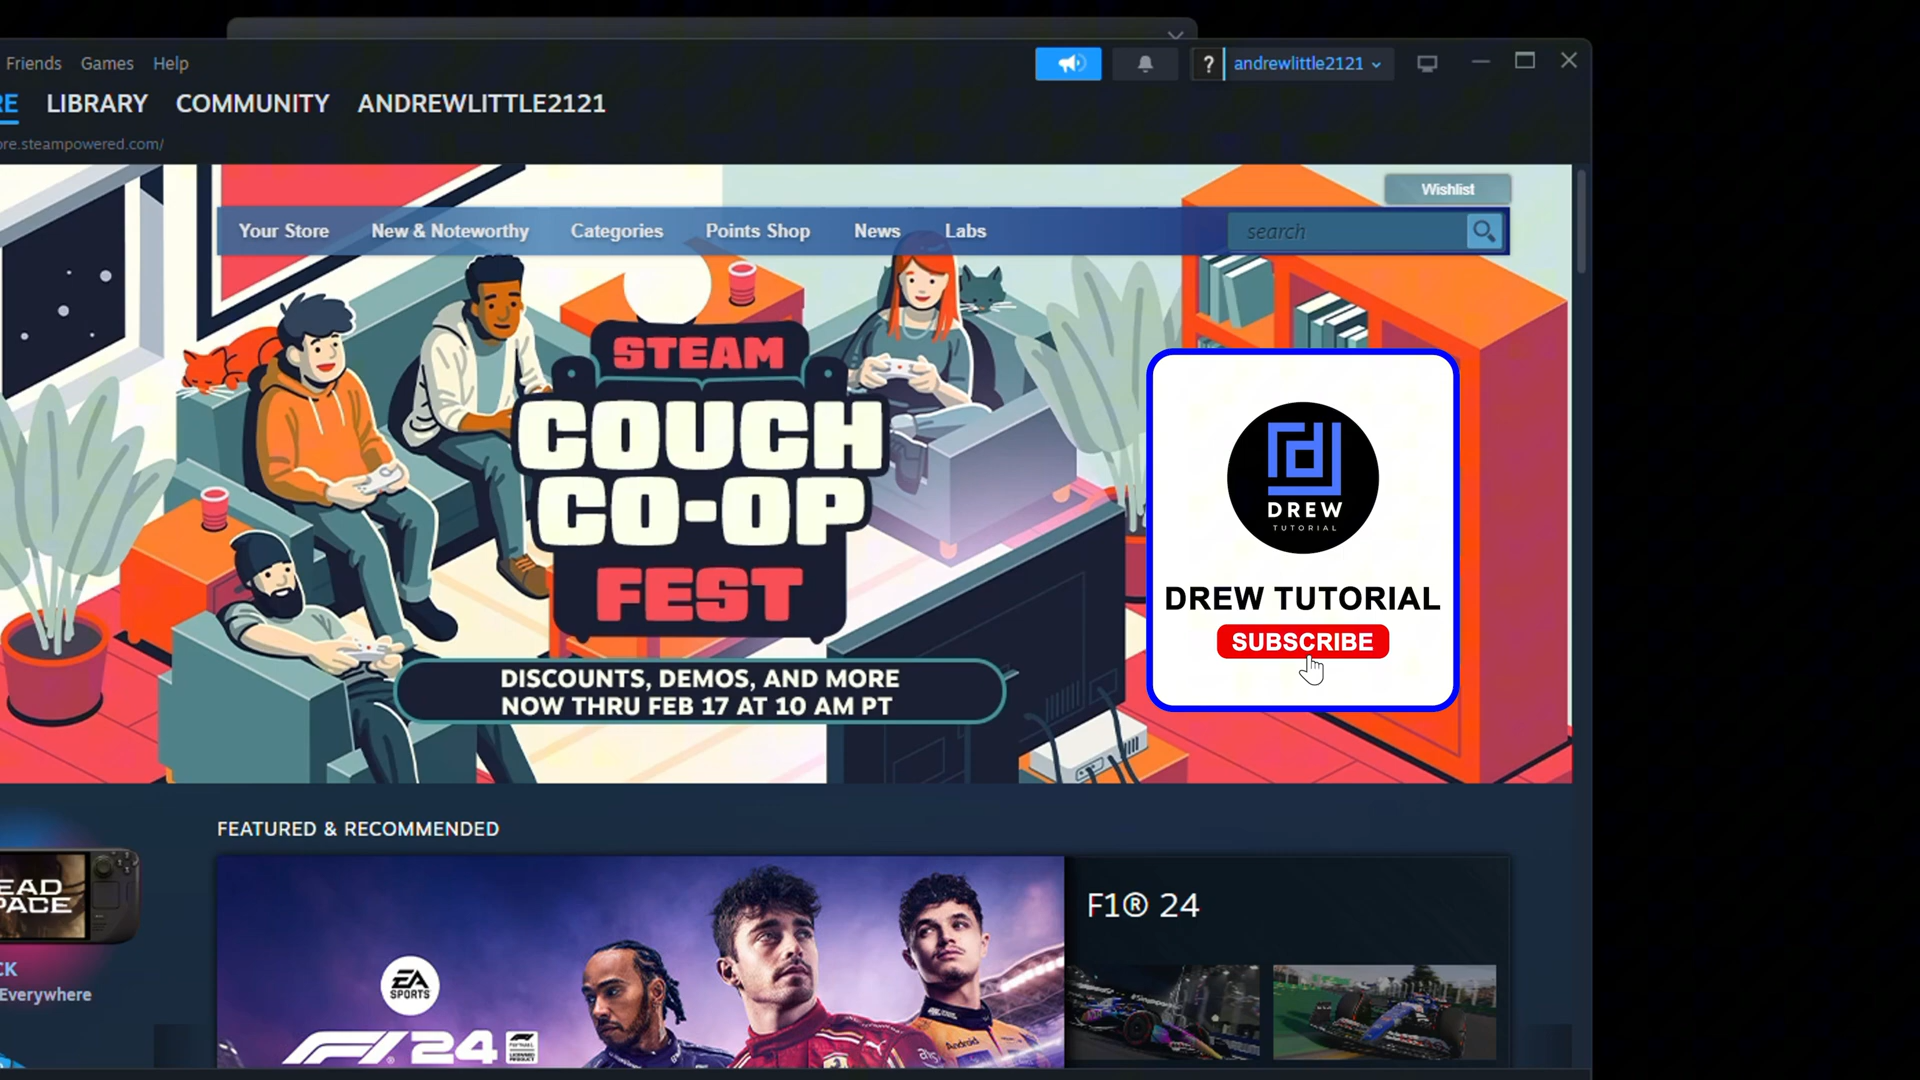 Friends Games Help
? andrewlittle2121
RE LIBRARY COMMUNITY ANDREWLITTLE2121
ore.steampowered.com/
Wishlist
Your Store New & Noteworthy Categories Points Shop News Labs search
STEAM
COUCH
CO-OP
FEST
DISCOUNTS, DEMOS, AND MORE
NOW THRU FEB 17 AT 10 AM PT
DREW
TUTORIAL
DREW TUTORIAL
SUBSCRIBE
FEATURED & RECOMMENDED
EAD
PACE
CK
Everywhere
F1® 24
EA
SPORTS
F1® 24
Android